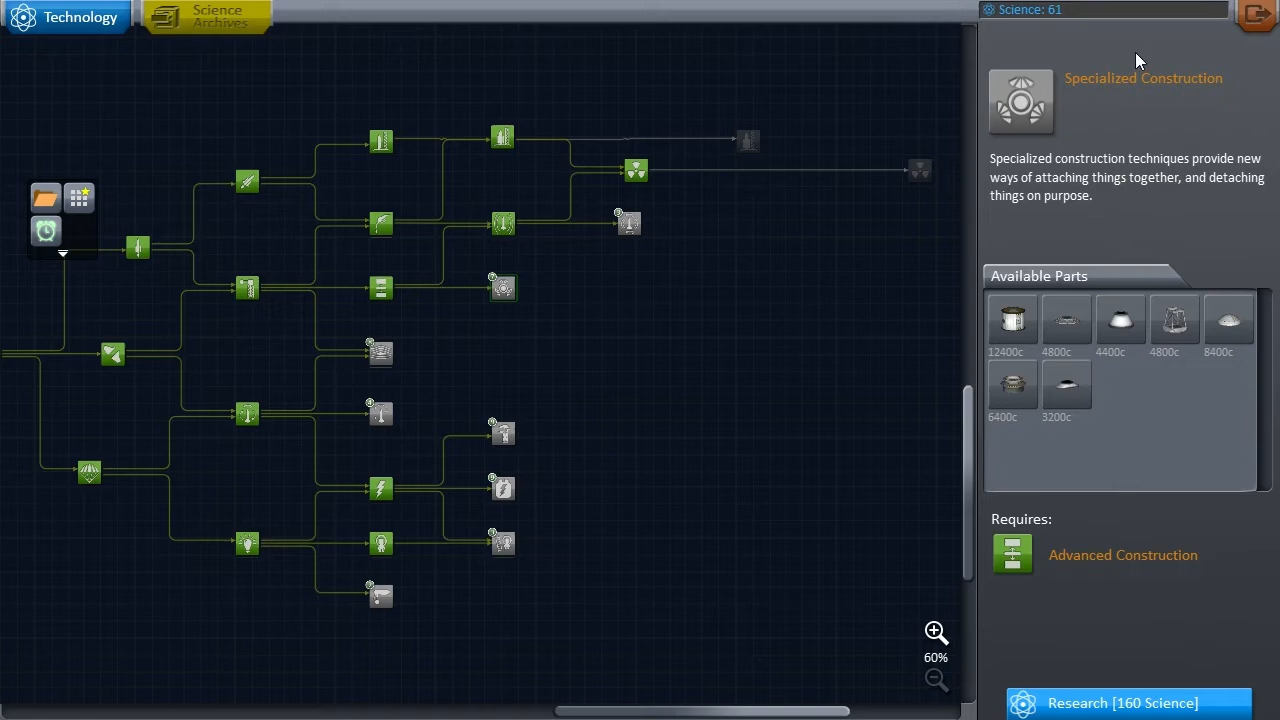 Technology
Science
Archives
Science: 61
Specialized Construction
Specialized construction techniques provide new
ways of attaching things together, and detaching
things on purpose.
Available Parts
12400c 4800c 4400c 4800c 8400c
6400c 3200c
Requires:
Advanced Construction
60%
Research [160 Science]